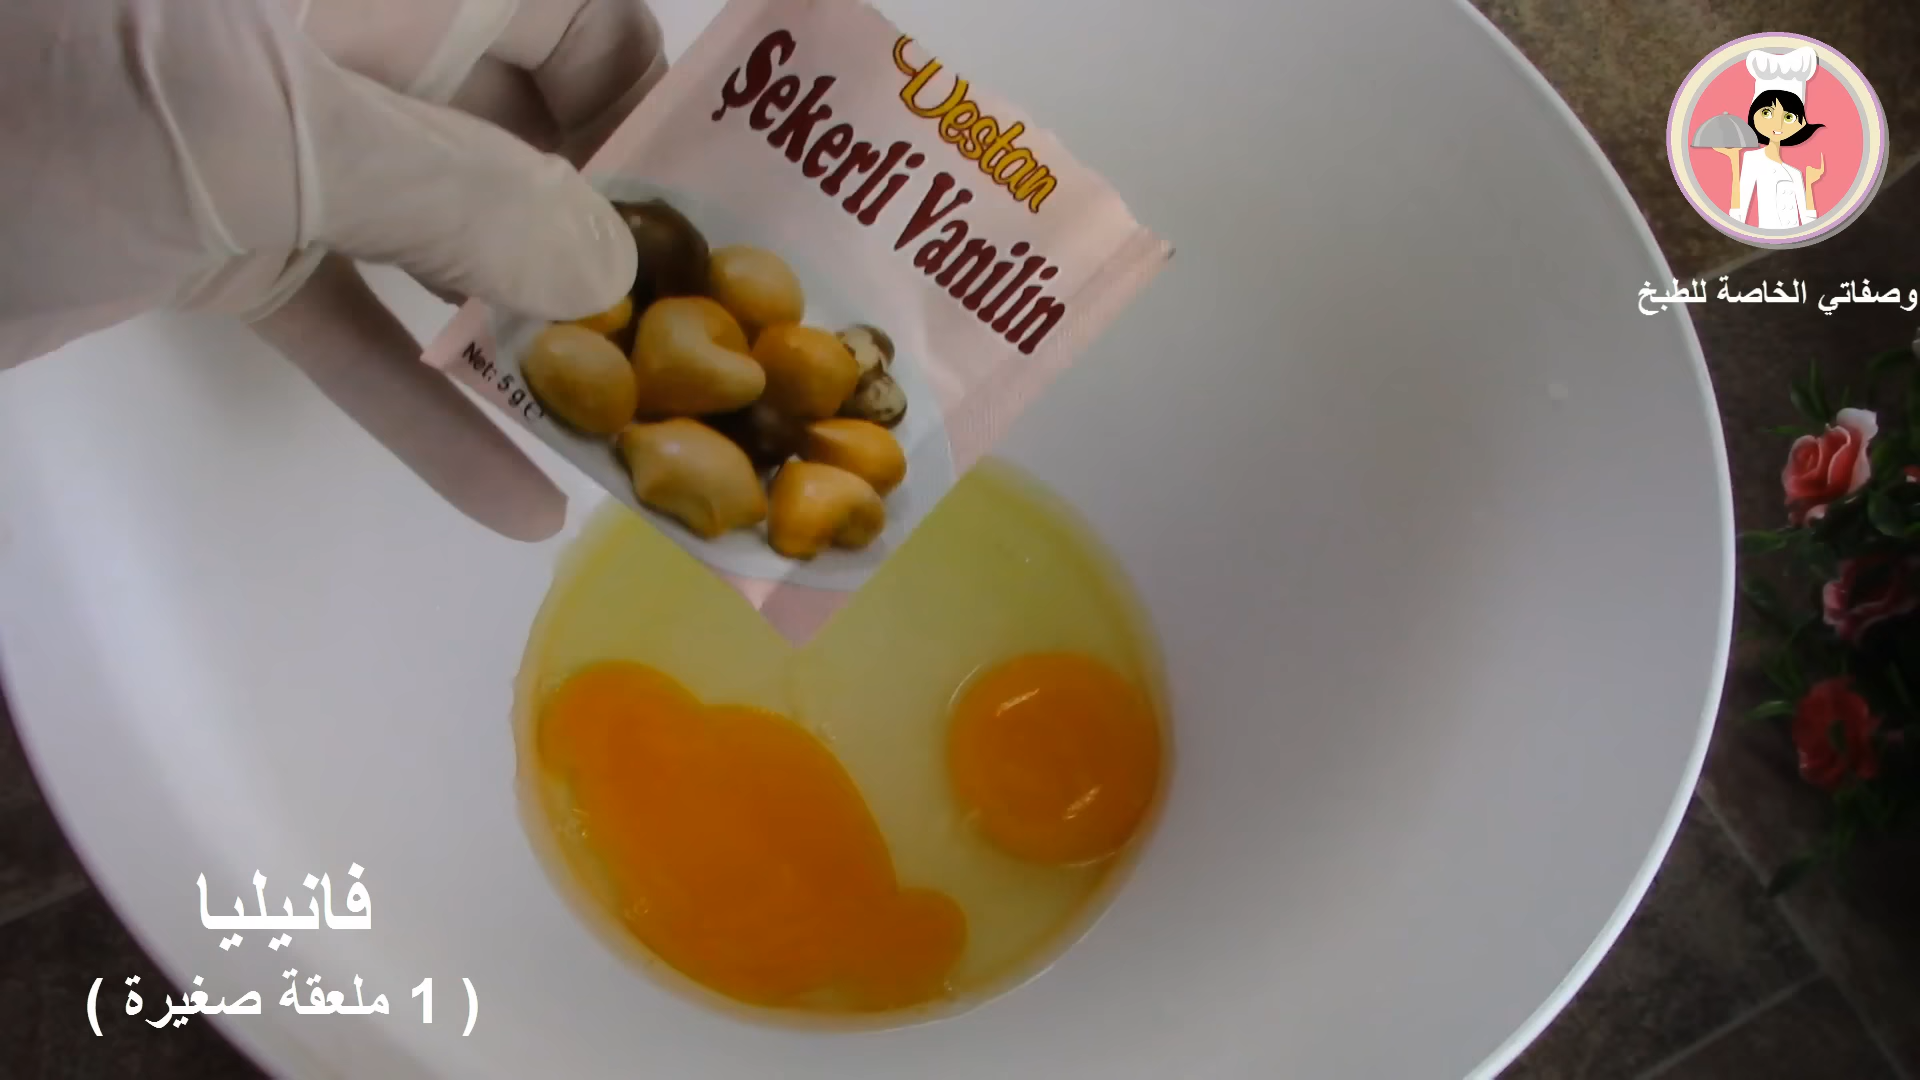 Destan
Şekerli Vanilin
Net: 5 g ℮
وصفاتي الخاصة للطبخ
فانيليا
( 1 ملعقة صغيرة )